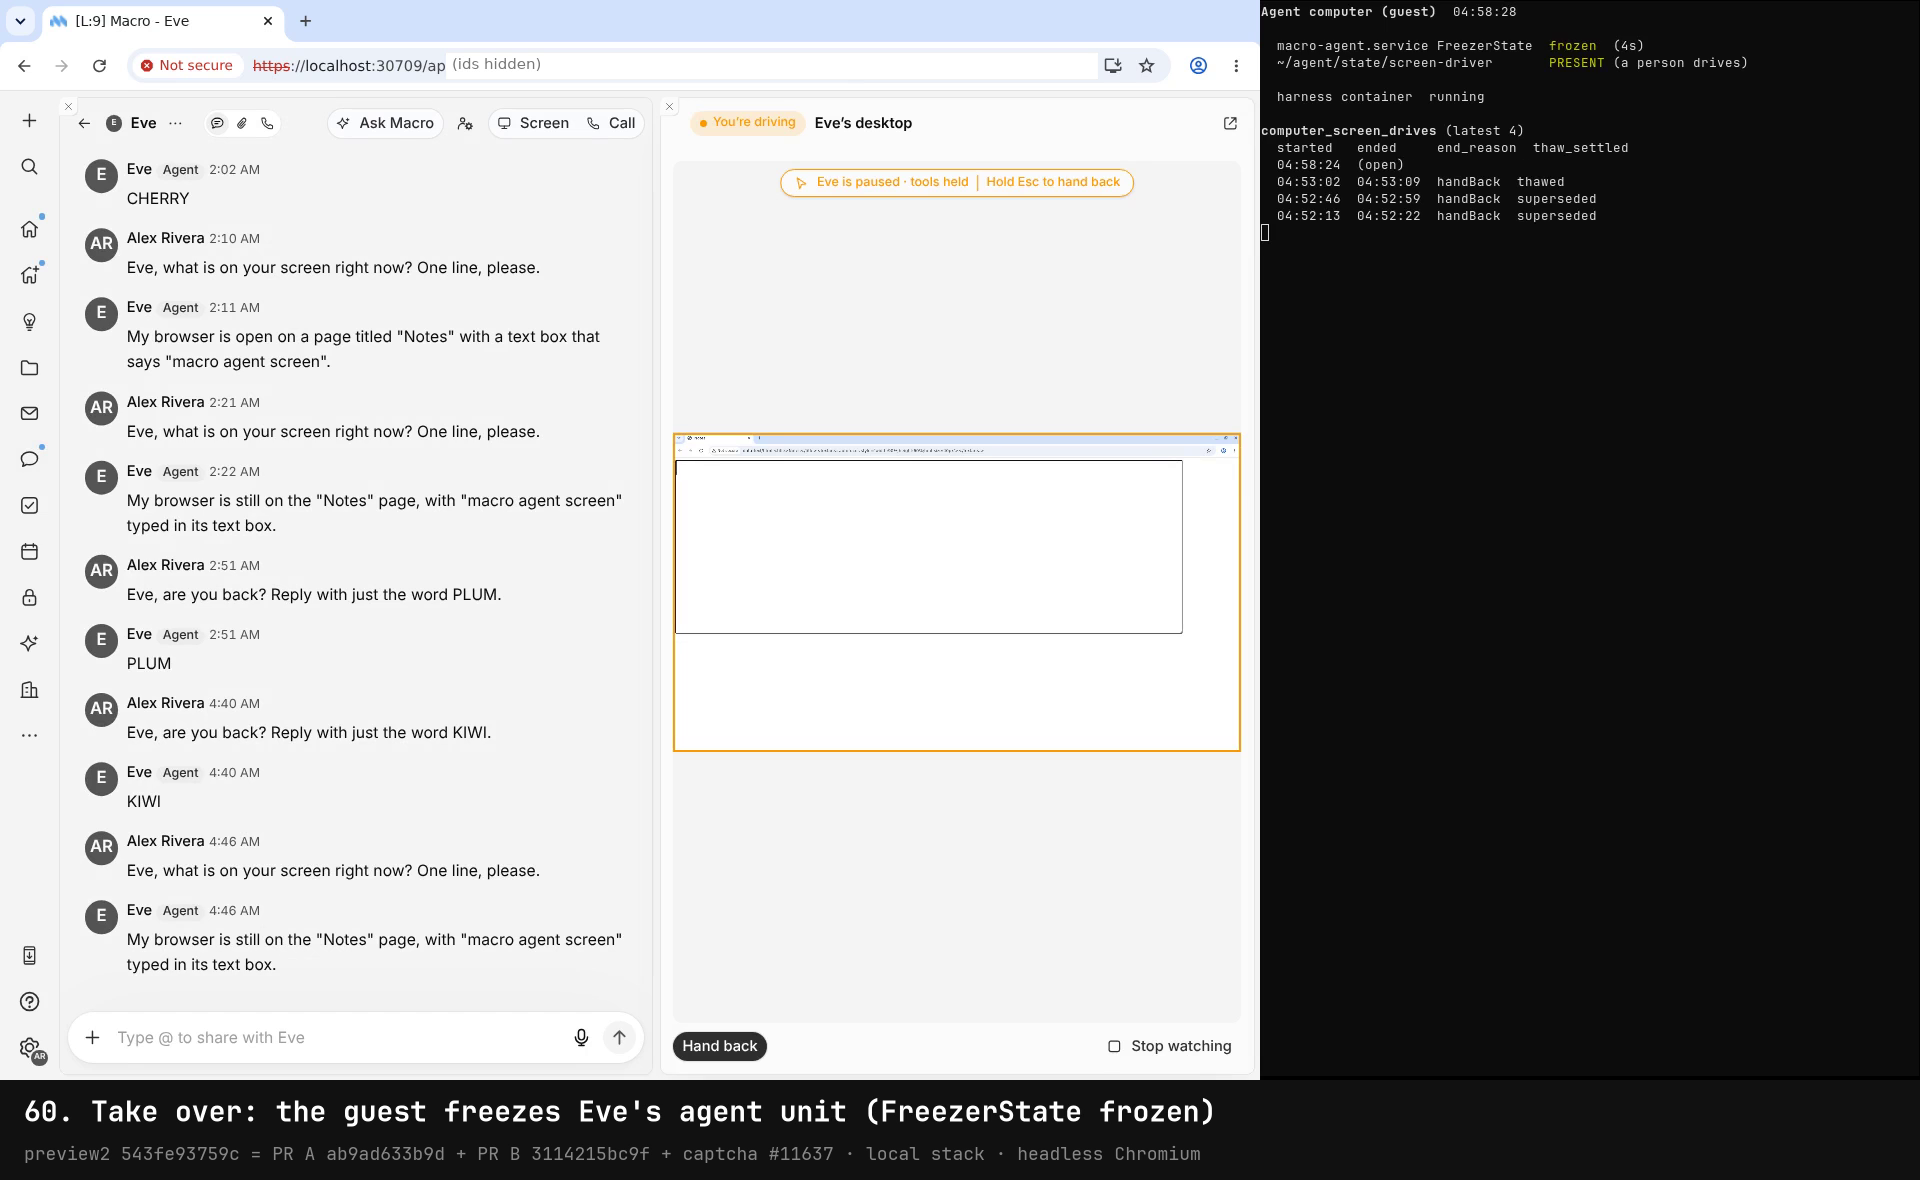 [L:9] Macro - Eve
Not secure https://localhost:30709/ap (ids hidden)
Eve
Ask Macro
Screen
Call
E
Eve Agent 2:02 AM
CHERRY
AR
Alex Rivera 2:10 AM
Eve, what is on your screen right now? One line, please.
E
Eve Agent 2:11 AM
My browser is open on a page titled "Notes" with a text box that
says "macro agent screen".
AR
Alex Rivera 2:21 AM
Eve, what is on your screen right now? One line, please.
E
Eve Agent 2:22 AM
My browser is still on the "Notes" page, with "macro agent screen"
typed in its text box.
AR
Alex Rivera 2:51 AM
Eve, are you back? Reply with just the word PLUM.
E
Eve Agent 2:51 AM
PLUM
AR
Alex Rivera 4:40 AM
Eve, are you back? Reply with just the word KIWI.
E
Eve Agent 4:40 AM
KIWI
AR
Alex Rivera 4:46 AM
Eve, what is on your screen right now? One line, please.
E
Eve Agent 4:46 AM
My browser is still on the "Notes" page, with "macro agent screen"
typed in its text box.
Type @ to share with Eve
AR
You're driving
Eve's desktop
Eve is paused · tools held | Hold Esc to hand back
Hand back
Stop watching
Agent computer (guest) 04:58:28
macro-agent.service FreezerState frozen (4s)
~/agent/state/screen-driver PRESENT (a person drives)
harness container running
computer_screen_drives (latest 4)
started ended end_reason thaw_settled
04:58:24 (open)
04:53:02 04:53:09 handBack thawed
04:52:46 04:52:59 handBack superseded
04:52:13 04:52:22 handBack superseded
60. Take over: the guest freezes Eve's agent unit (FreezerState frozen)
preview2 543fe93759c = PR A ab9ad633b9d + PR B 3114215bc9f + captcha #11637 · local stack · headless Chromium